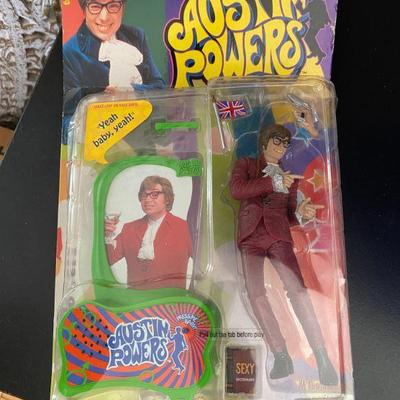 AUSTIN
POWERS
"Yeah
baby, yeah!"
Pull out the tab before play
AUSTIN
POWERS
SEXY